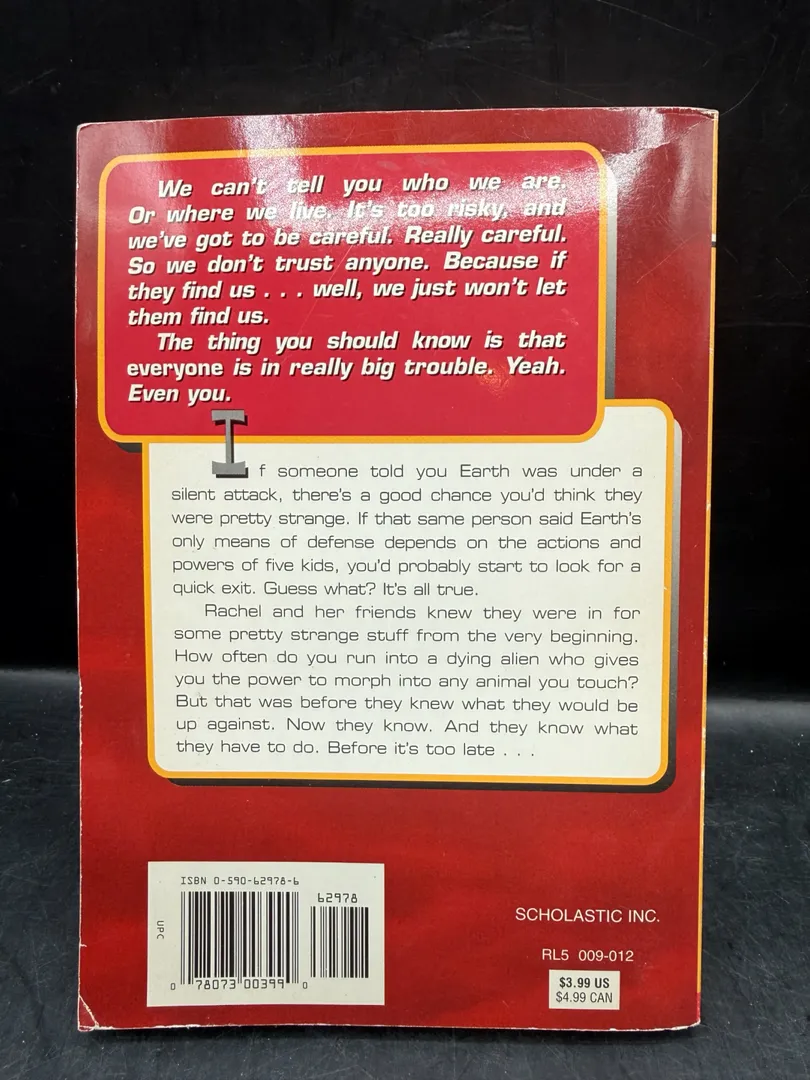 We can't tell you who we are.
Or where we live. It's too risky, and
we've got to be careful. Really careful.
So we don't trust anyone. Because if
they find us . . . well, we just won't let
them find us.
The thing you should know is that
everyone is in really big trouble. Yeah.
Even you.
If someone told you Earth was under a
silent attack, there's a good chance you'd think they
were pretty strange. If that same person said Earth's
only means of defense depends on the actions and
powers of five kids, you'd probably start to look for a
quick exit. Guess what? It's all true.
Rachel and her friends knew they were in for
some pretty strange stuff from the very beginning.
How often do you run into a dying alien who gives
you the power to morph into any animal you touch?
But that was before they knew what they would be
up against. Now they know. And they know what
they have to do. Before it's too late . . .
ISBN 0-590-62978-6
62978
UPC
0 78073 00399 0
SCHOLASTIC INC.
RL5 009-012
$3.99 US
$4.99 CAN